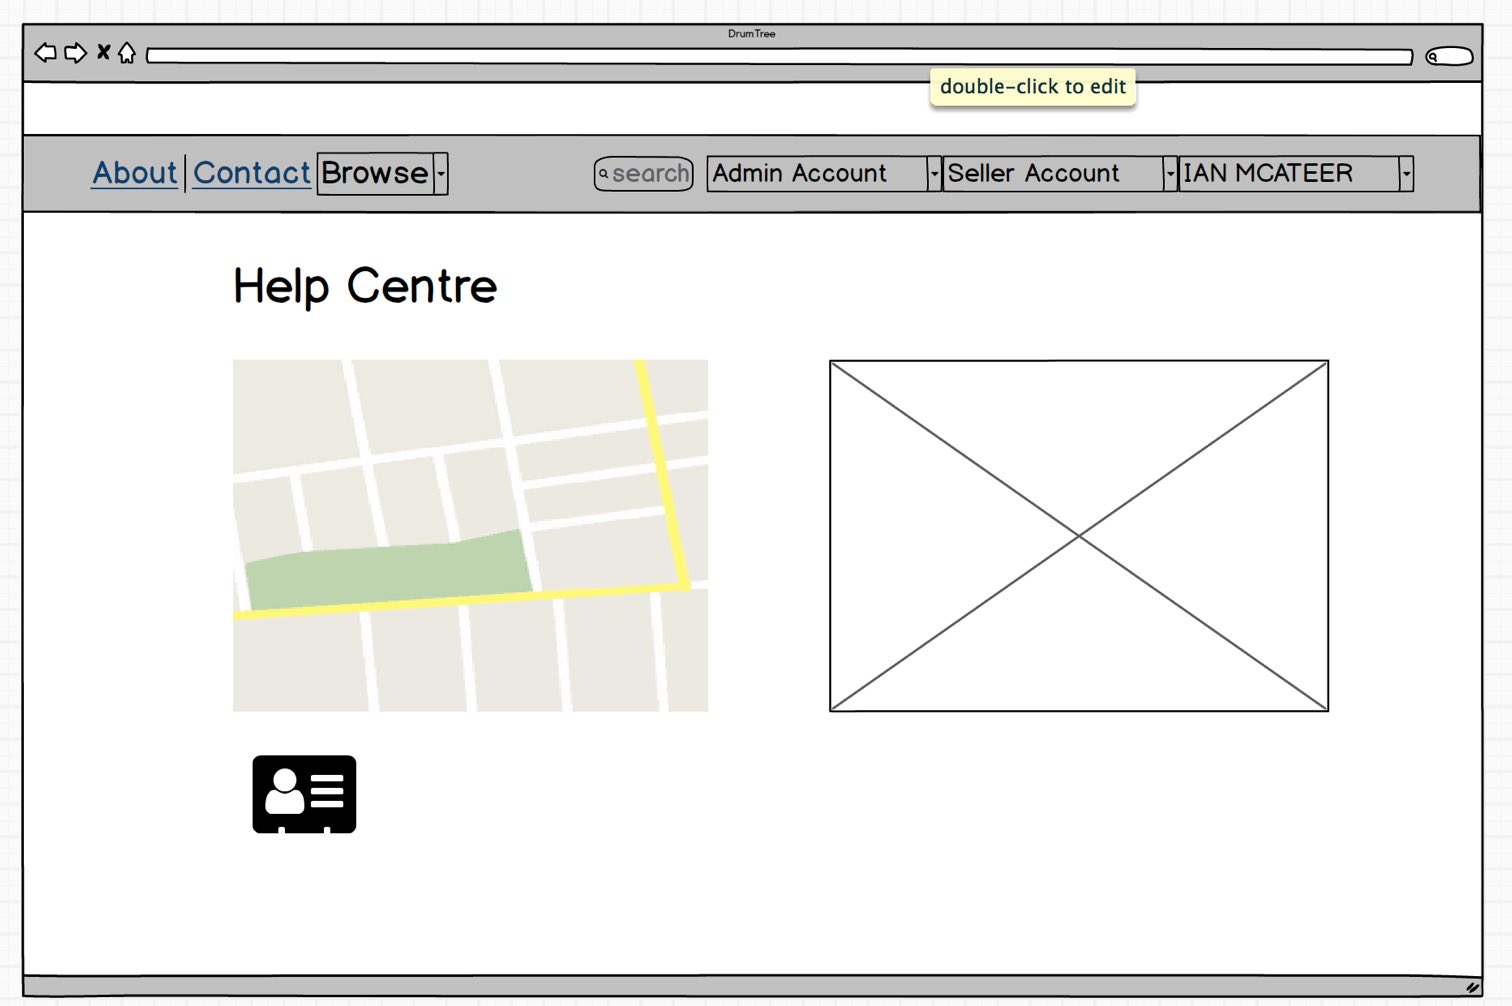 DrumTree
double-click to edit
About Contact Browse search Admin Account Seller Account IAN MCATEER
Help Centre